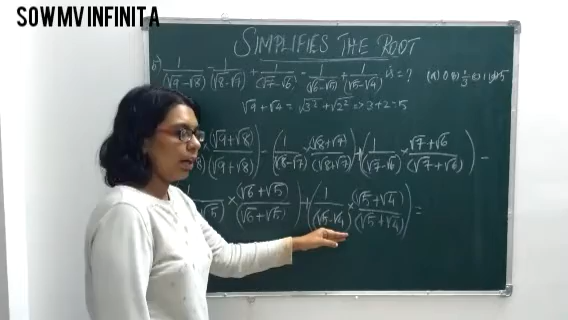 SOWMV INFINITA
SIMPLIFIES THE ROOT
1/(√9-√8) - 1/(√8-√7) + 1/(√7-√6) - 1/(√6-√5) + 1/(√5-√4) is = ? (A) 0 (B) 1/3 (C) 1 (D) 5
√9+√4 = √3²+√2² => 3+2=5
(√9+√8)/(√9+√8)) - (1/(√8-√7) × (√8+√7)/(√8+√7)) + (1/(√7-√6) × (√7+√6)/(√7+√6)) -
√5) × (√6+√5)/(√6+√5)) + (1/(√5-√4) × (√5+√4)/(√5+√4)) =